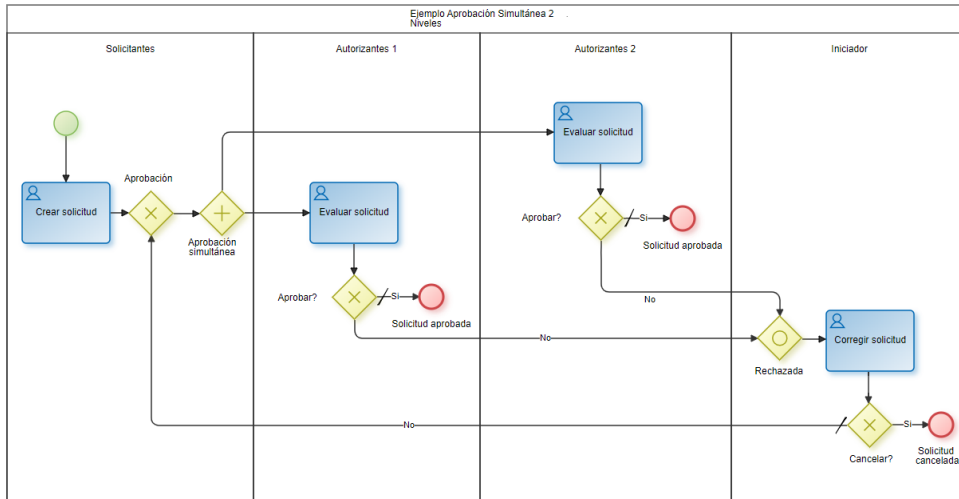 Ejemplo Aprobación Simultánea 2
Niveles
Solicitantes
Autorizantes 1
Autorizantes 2
Iniciador
Evaluar solicitud
Aprobación
Crear solicitud
Evaluar solicitud
Aprobación
simultánea
Aprobar?
Si
Solicitud aprobada
Aprobar?
Si
Solicitud aprobada
No
No
Corregir solicitud
Rechazada
No
Si
Cancelar?
Solicitud
cancelada